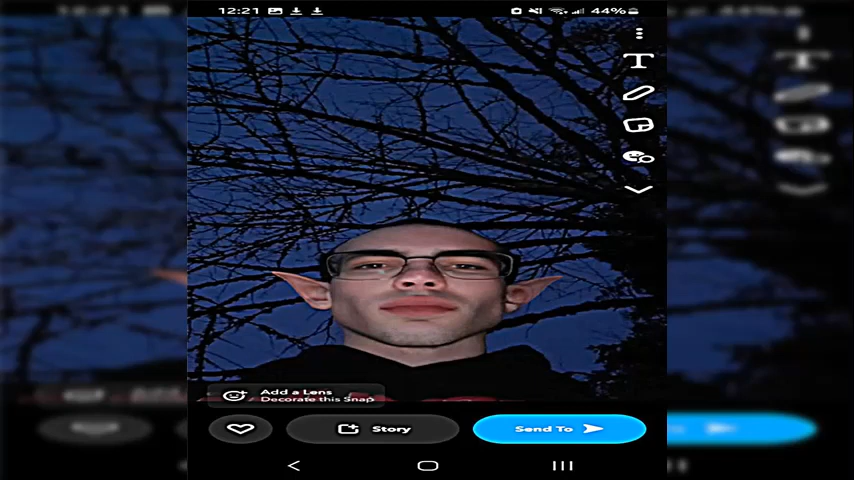 12:21
44%
T
Add a Lens
Decorate this Snap
Story
Send To